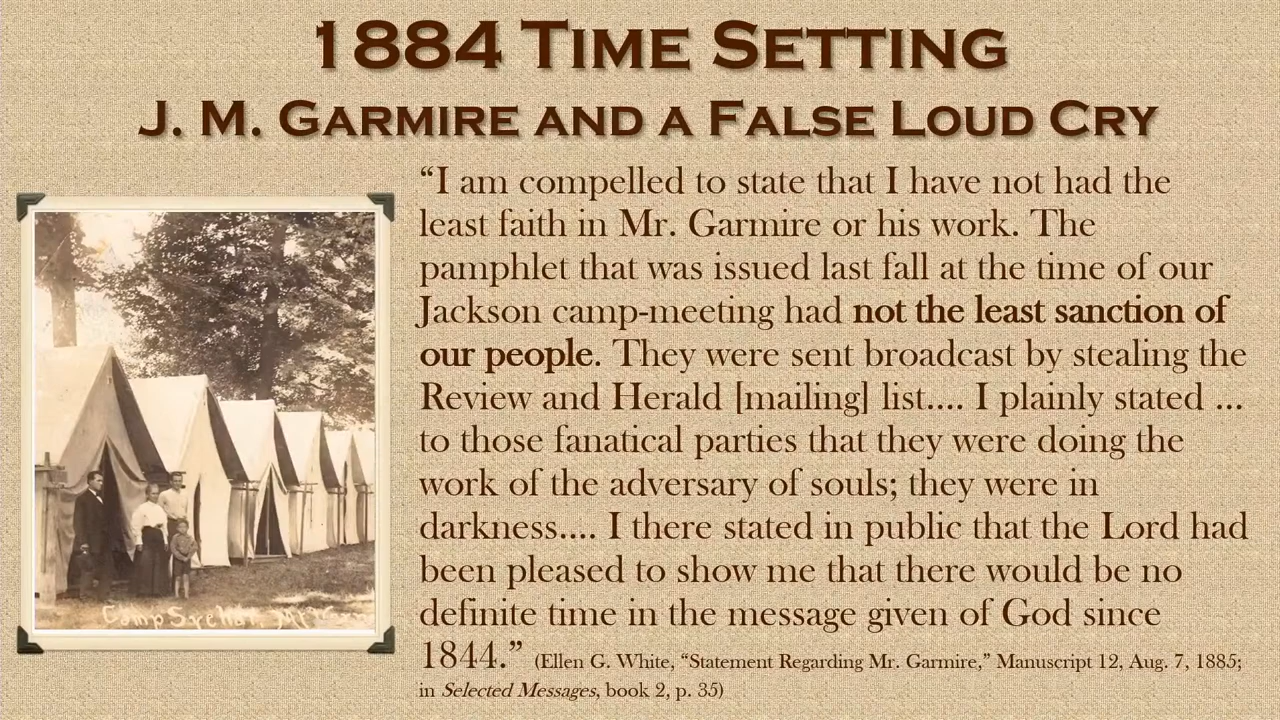 1884 Time Setting
J. M. Garmire and a False Loud Cry
“I am compelled to state that I have not had the
least faith in Mr. Garmire or his work. The
pamphlet that was issued last fall at the time of our
Jackson camp-meeting had not the least sanction of
our people. They were sent broadcast by stealing the
Review and Herald [mailing] list.... I plainly stated ...
to those fanatical parties that they were doing the
work of the adversary of souls; they were in
darkness.... I there stated in public that the Lord had
been pleased to show me that there would be no
definite time in the message given of God since
1844.” (Ellen G. White, “Statement Regarding Mr. Garmire,” Manuscript 12, Aug. 7, 1885;
in Selected Messages, book 2, p. 35)
Camp